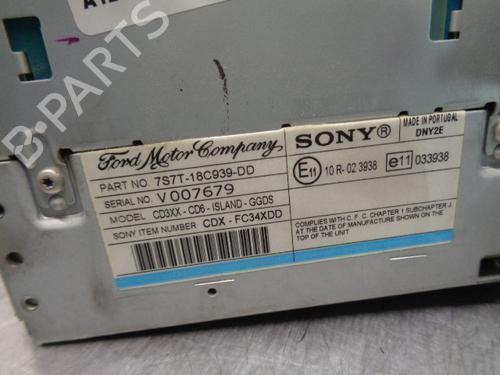 B-PARTS
Ford Motor Company
PART NO. 7S7T-18C939-DD
SERIAL NO. V007679
MODEL CD3XX - CD6 - ISLAND - GGDS
SONY ITEM NUMBER CDX - FC34XDD
SONY®
MADE IN PORTUGAL
DNY2E
E11 10 R- 02 3938
e11 033938
COMPLIES WITH C. F. C. CHAPTER 1 SUBCHAPTER J.
AT THE DATE OF MANUFACTURE SHOWN ON THE
TOP OF THE UNIT